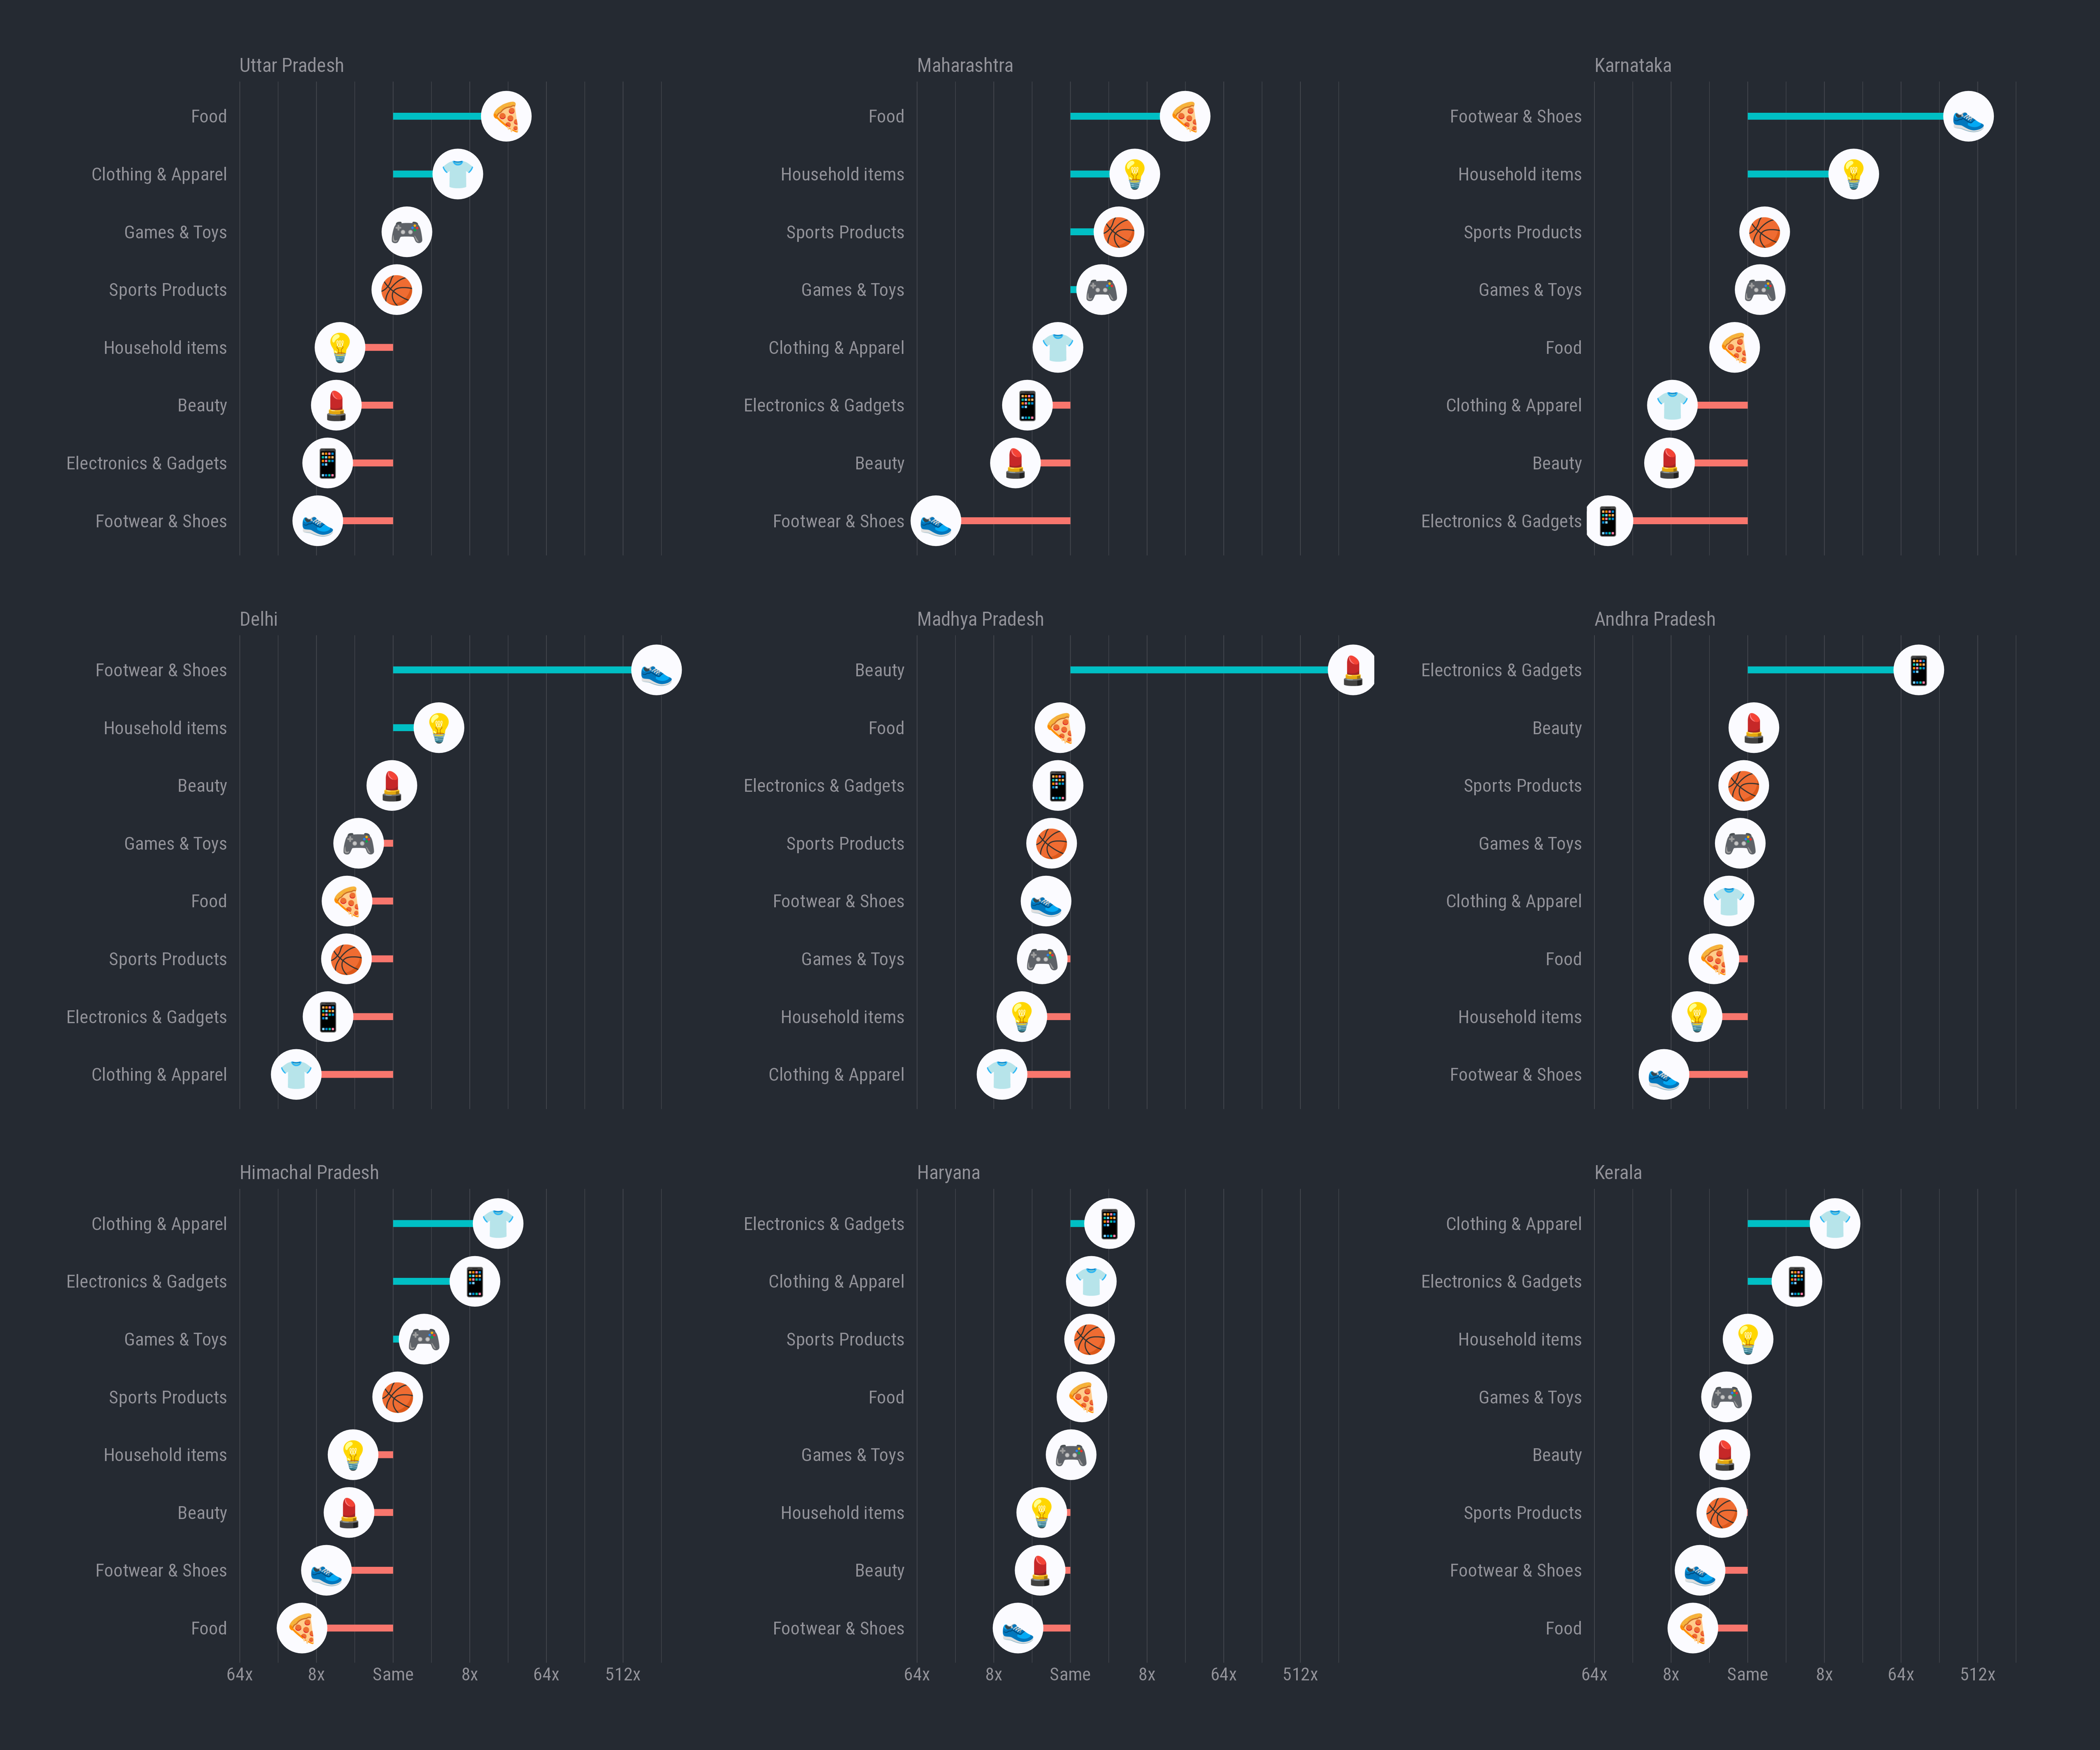 Uttar Pradesh
Food
Clothing & Apparel
Games & Toys
Sports Products
Household items
Beauty
Electronics & Gadgets
Footwear & Shoes
Maharashtra
Food
Household items
Sports Products
Games & Toys
Clothing & Apparel
Electronics & Gadgets
Beauty
Footwear & Shoes
Karnataka
Footwear & Shoes
Household items
Sports Products
Games & Toys
Food
Clothing & Apparel
Beauty
Electronics & Gadgets
Delhi
Footwear & Shoes
Household items
Beauty
Games & Toys
Food
Sports Products
Electronics & Gadgets
Clothing & Apparel
Madhya Pradesh
Beauty
Food
Electronics & Gadgets
Sports Products
Footwear & Shoes
Games & Toys
Household items
Clothing & Apparel
Andhra Pradesh
Electronics & Gadgets
Beauty
Sports Products
Games & Toys
Clothing & Apparel
Food
Household items
Footwear & Shoes
Himachal Pradesh
Clothing & Apparel
Electronics & Gadgets
Games & Toys
Sports Products
Household items
Beauty
Footwear & Shoes
Food
64x 8x Same 8x 64x 512x
Haryana
Electronics & Gadgets
Clothing & Apparel
Sports Products
Food
Games & Toys
Household items
Beauty
Footwear & Shoes
64x 8x Same 8x 64x 512x
Kerala
Clothing & Apparel
Electronics & Gadgets
Household items
Games & Toys
Beauty
Sports Products
Footwear & Shoes
Food
64x 8x Same 8x 64x 512x